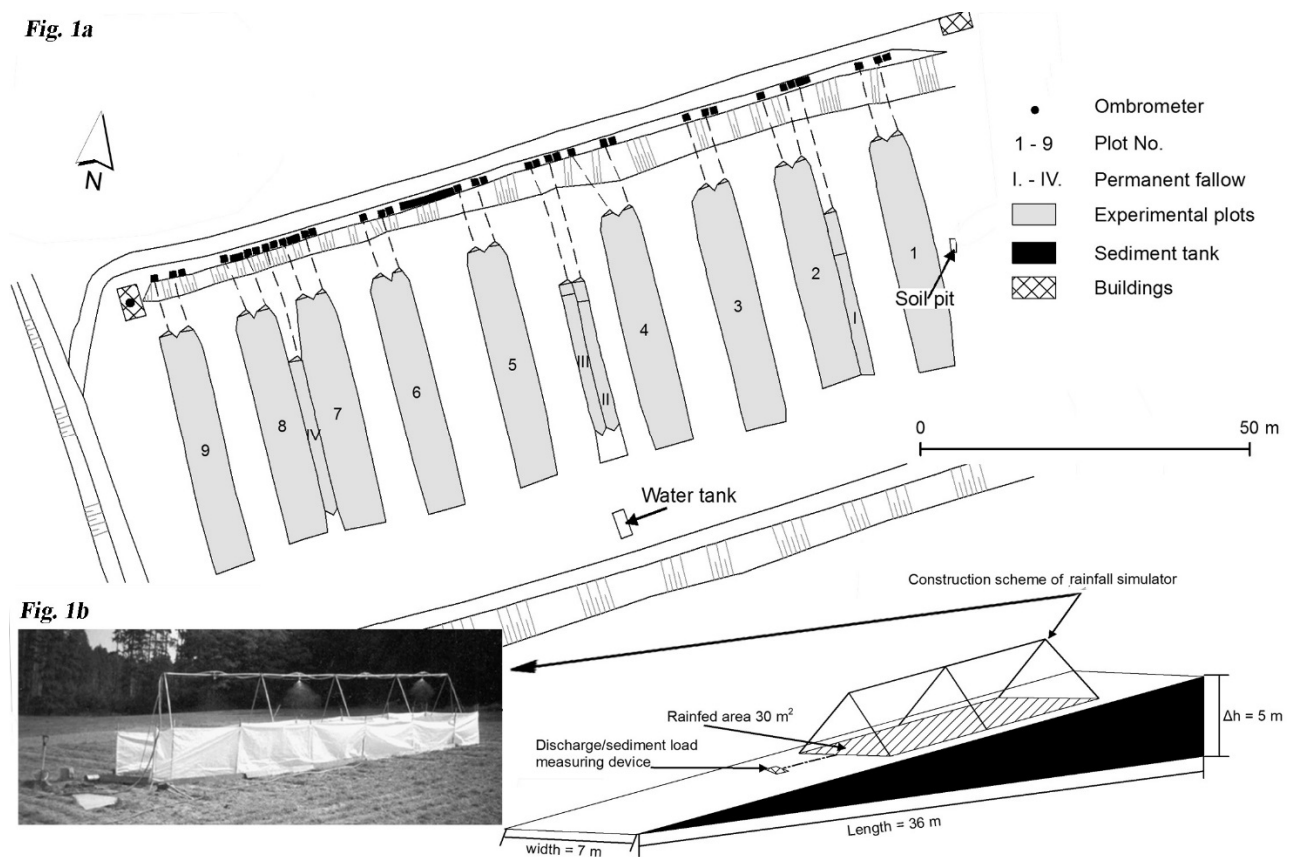 Fig. 1a
N
Ombrometer
1 - 9 Plot No.
I. - IV. Permanent fallow
Experimental plots
Sediment tank
Buildings
1
Soil pit
2
I
3
4
III
II
5
6
7
IV
8
9
0 50 m
Water tank
Fig. 1b
Construction scheme of rainfall simulator
Rainfed area 30 m²
Discharge/sediment load
measuring device
Δh = 5 m
Length = 36 m
width = 7 m